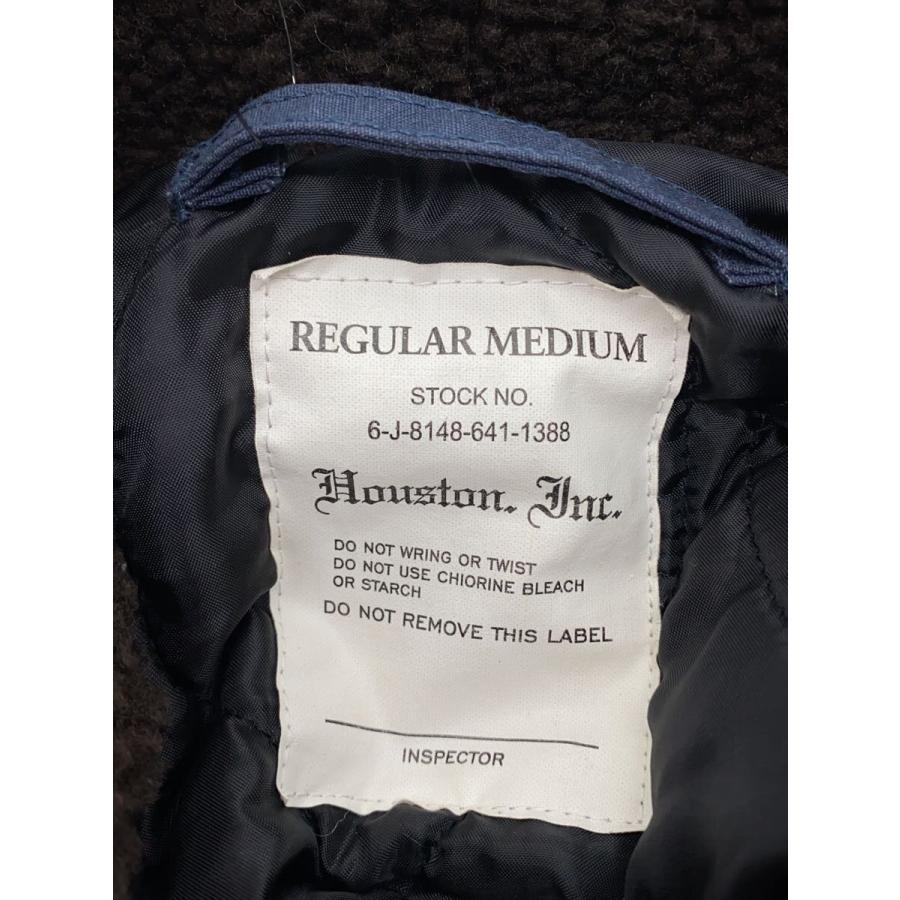 REGULAR MEDIUM
STOCK NO.
6-J-8148-641-1388
Houston. Inc.
DO NOT WRING OR TWIST
DO NOT USE CHIORINE BLEACH
OR STARCH
DO NOT REMOVE THIS LABEL
INSPECTOR